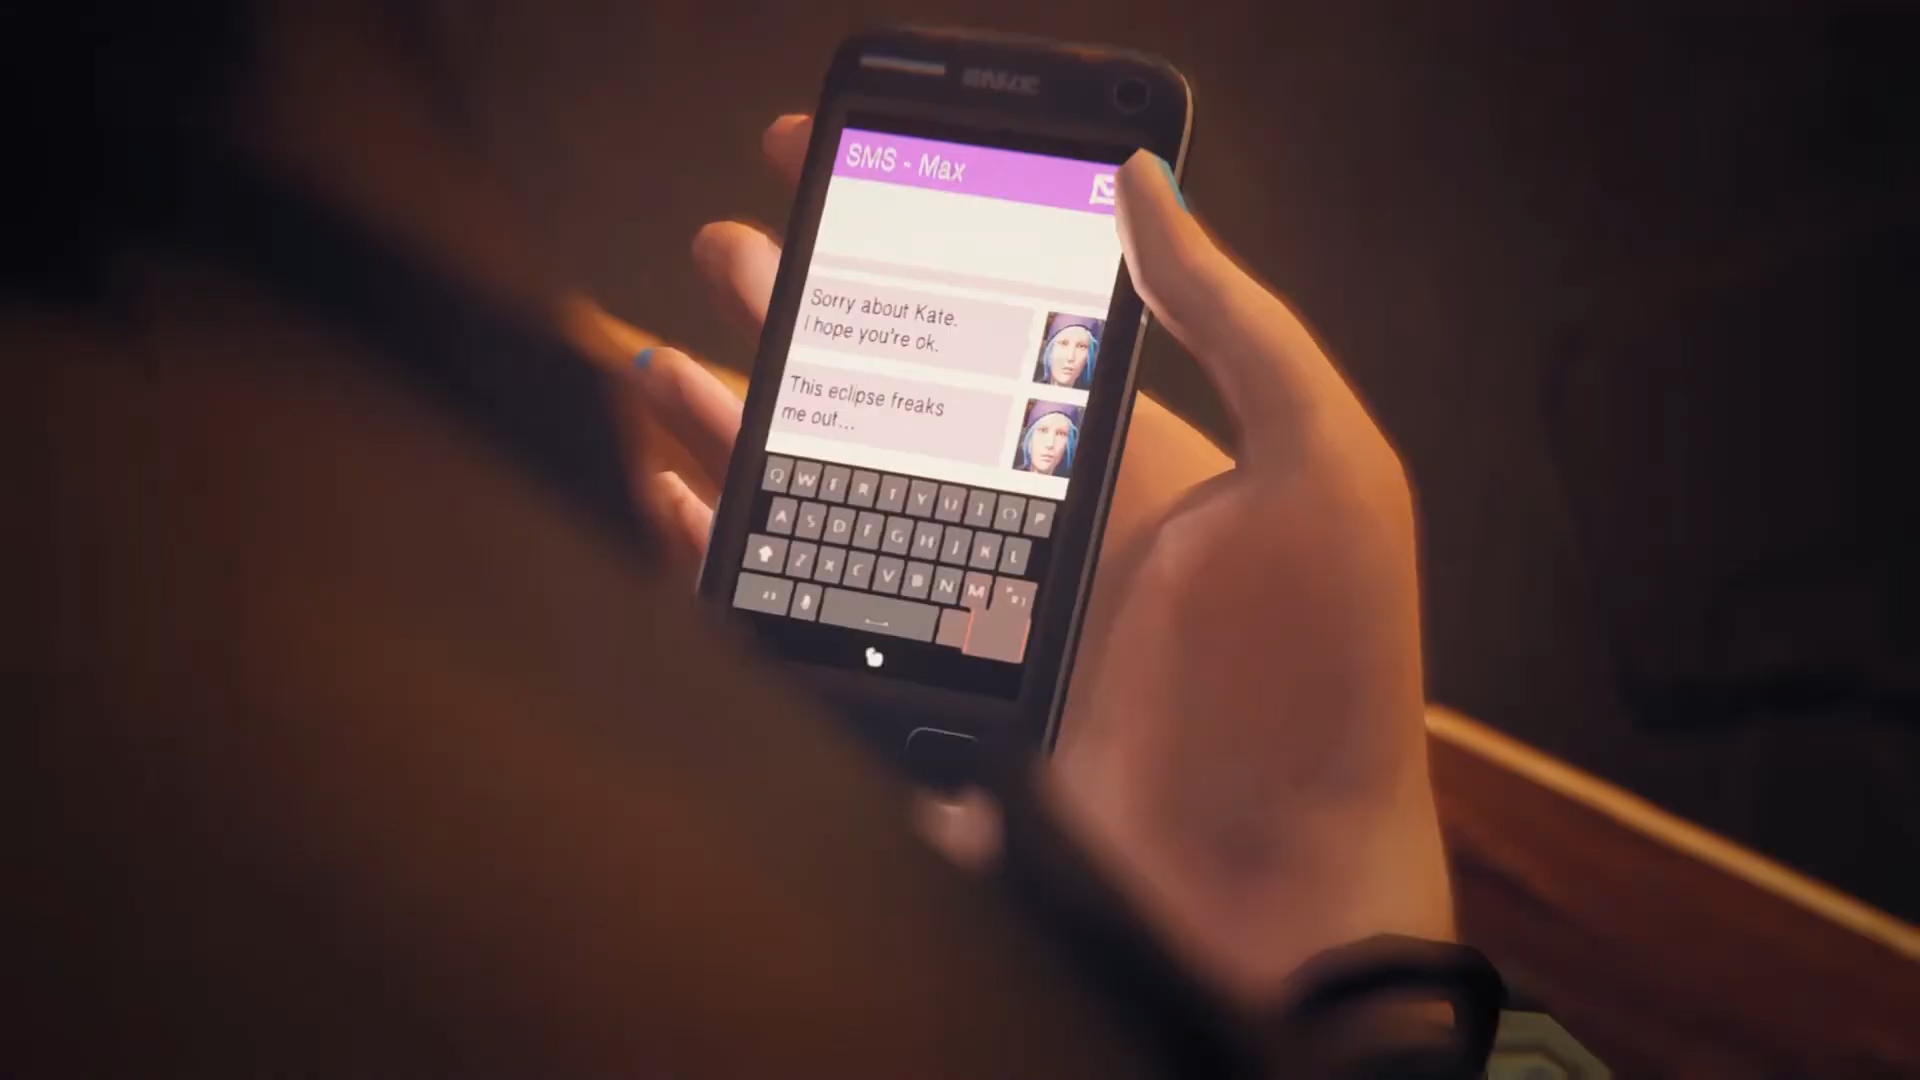 SMS - Max
Sorry about Kate.
I hope you're ok.
This eclipse freaks
me out...
Q W E R T Y U I O P
A S D F G H J K L
Z X C V B N M